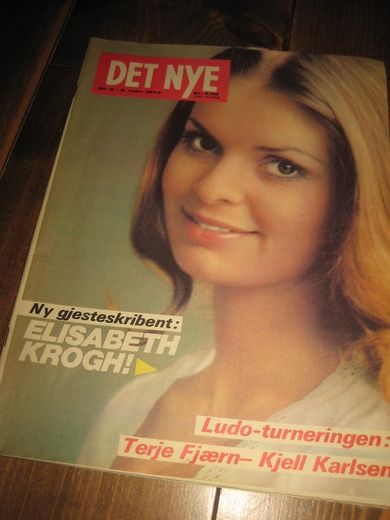 DET NYE
Ny gjesteskribent:
ELISABETH
KROGH!
Ludo-turneringen:
Terje Fjærn– Kjell Karlsen